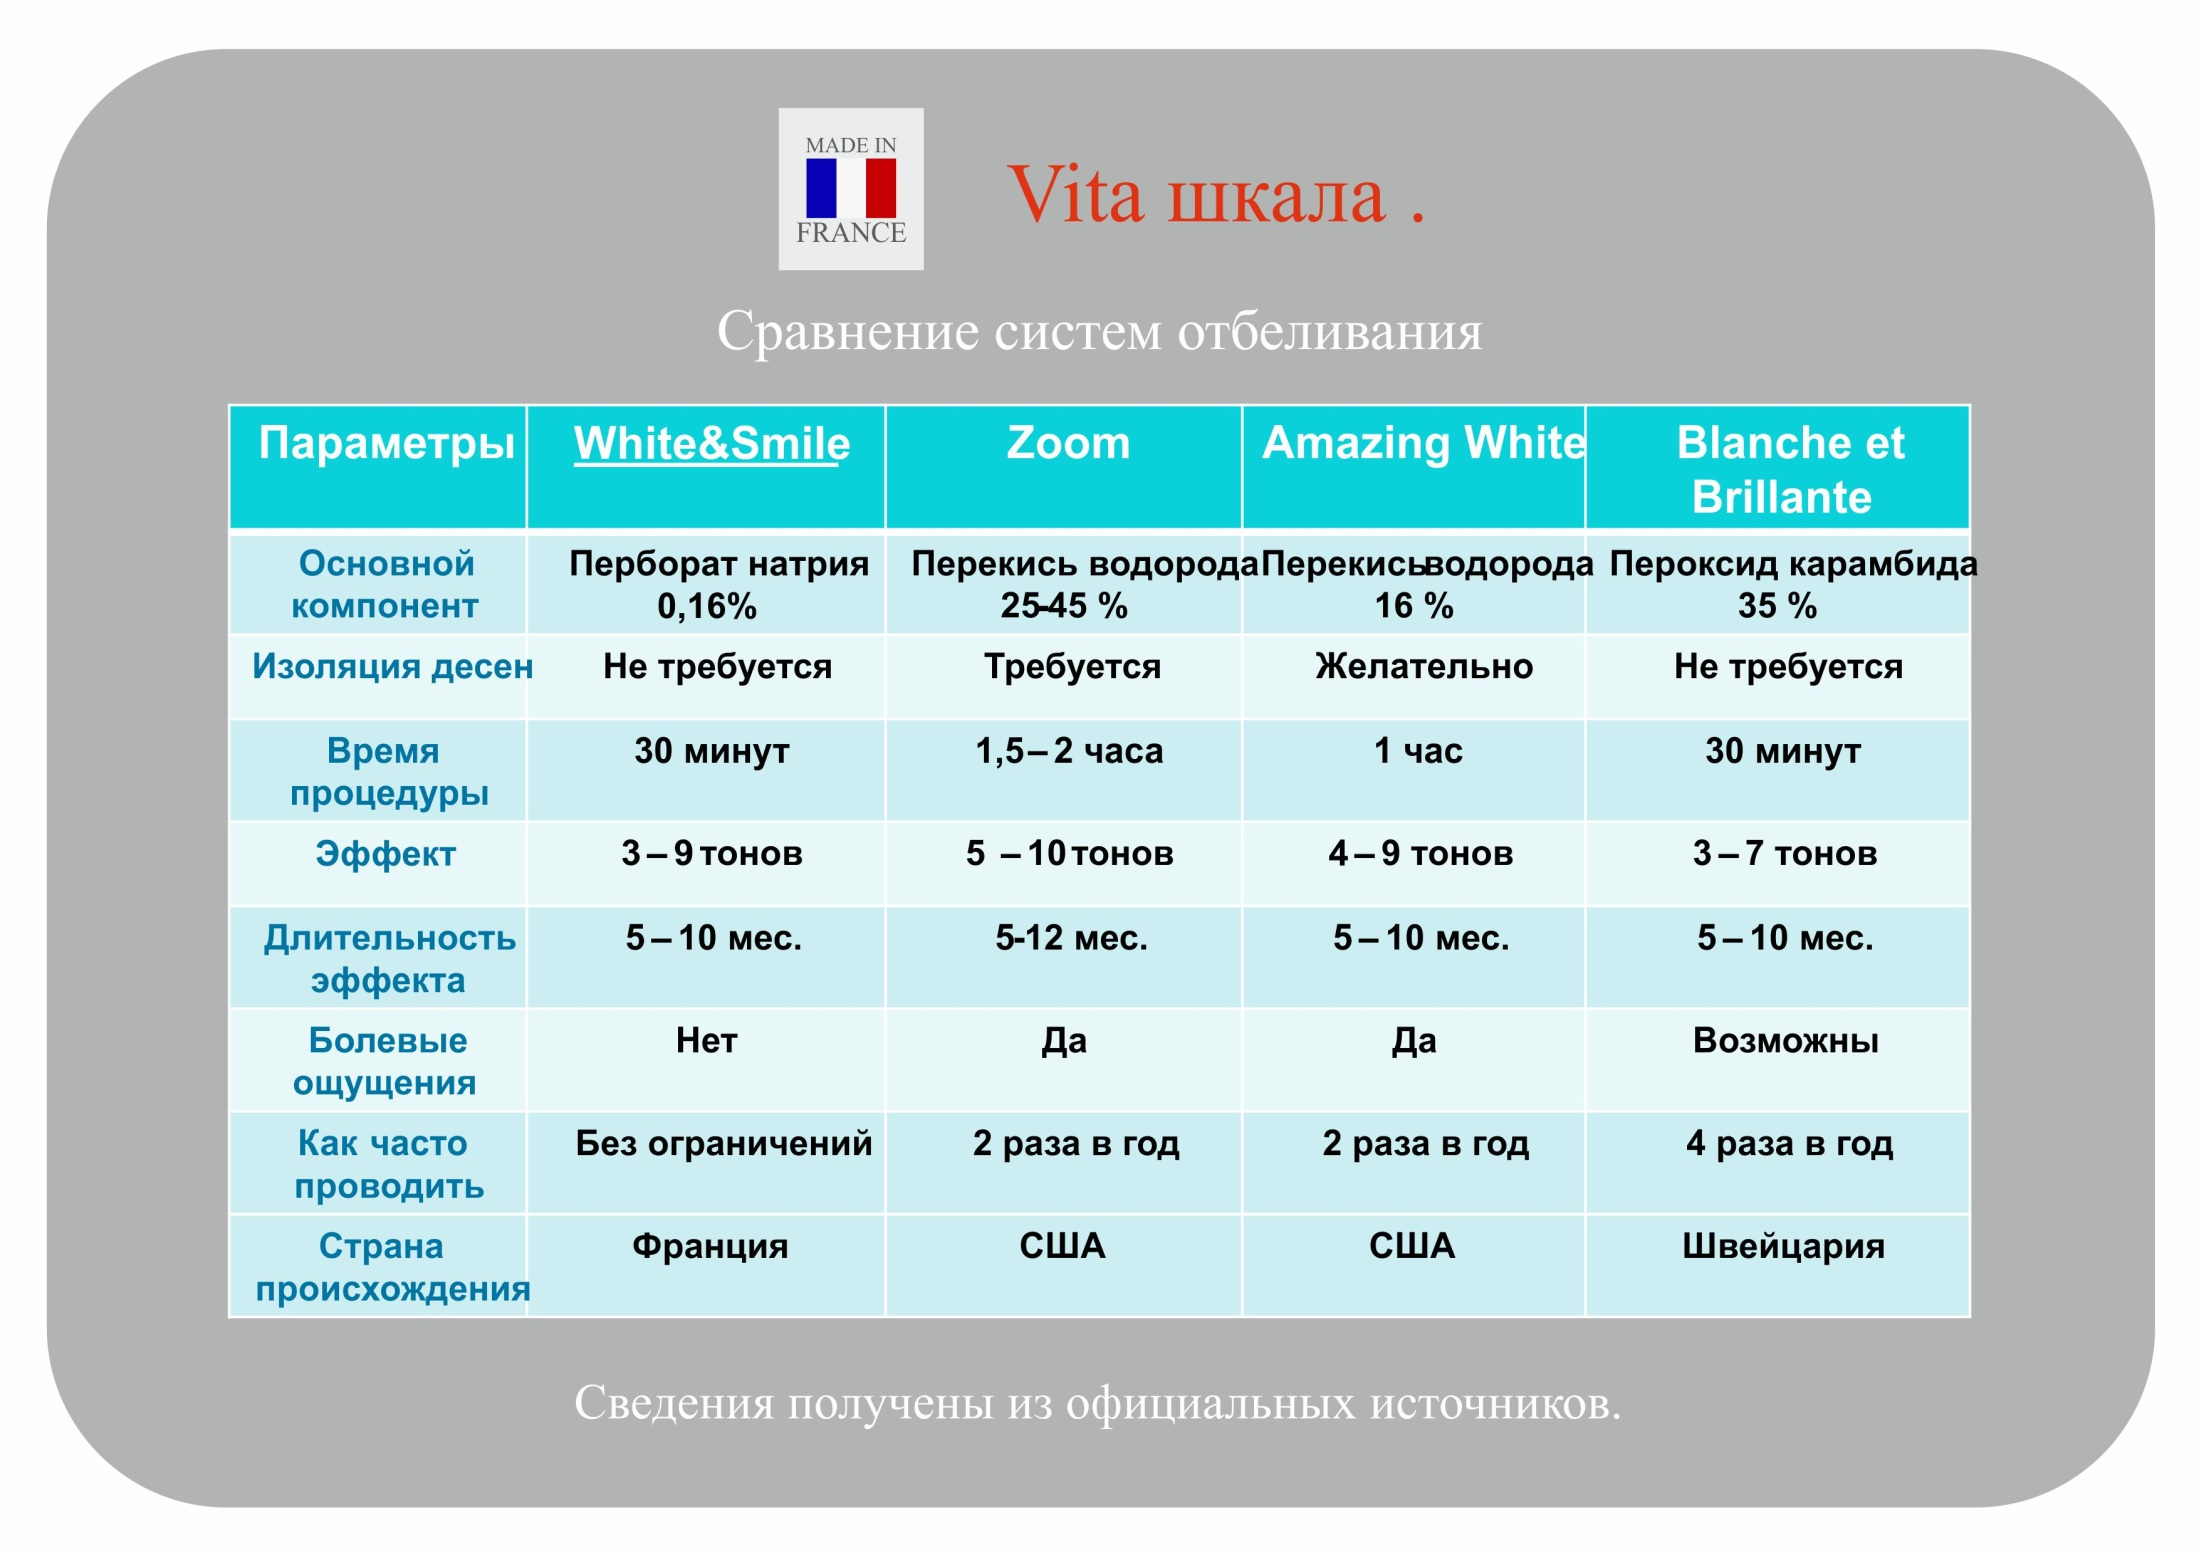 MADE IN
FRANCE
Vita шкала .
Сравнение систем отбеливания
Параметры White&Smile Zoom Amazing White Blanche et
Brillante
Основной Перборат натрия Перекись водорода Перекисьводорода Пероксид карамбида
компонент 0,16% 25-45 % 16 % 35 %
Изоляция десен Не требуется Требуется Желательно Не требуется
Время 30 минут 1,5 – 2 часа 1 час 30 минут
процедуры
Эффект 3 – 9 тонов 5 – 10 тонов 4 – 9 тонов 3 – 7 тонов
Длительность 5 – 10 мес. 5-12 мес. 5 – 10 мес. 5 – 10 мес.
эффекта
Болевые Нет Да Да Возможны
ощущения
Как часто Без ограничений 2 раза в год 2 раза в год 4 раза в год
проводить
Страна Франция США США Швейцария
происхождения
Сведения получены из официальных источников.